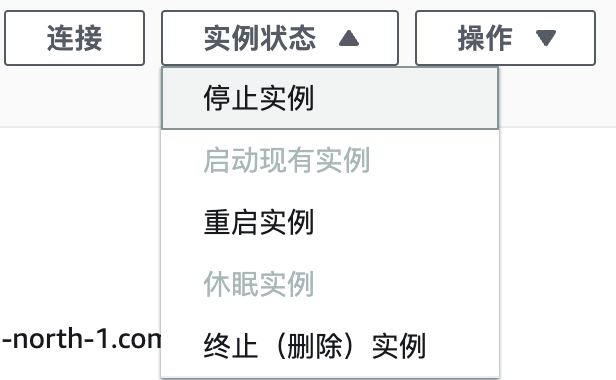 连接
实例状态 ▲
操作 ▼
停止实例
启动现有实例
重启实例
休眠实例
-north-1.com
终止（删除）实例